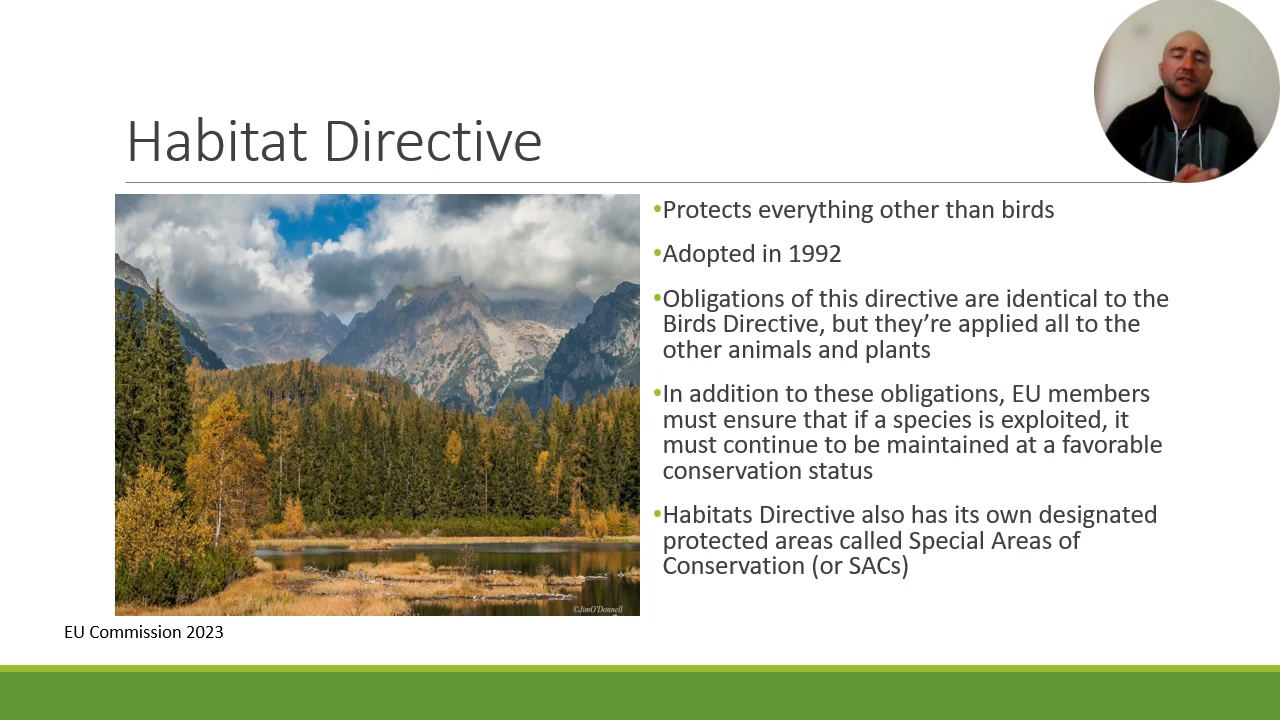 Habitat Directive
•Protects everything other than birds
•Adopted in 1992
•Obligations of this directive are identical to the
Birds Directive, but they’re applied all to the
other animals and plants
•In addition to these obligations, EU members
must ensure that if a species is exploited, it
must continue to be maintained at a favorable
conservation status
•Habitats Directive also has its own designated
protected areas called Special Areas of
Conservation (or SACs)
©JimO'Donnell
EU Commission 2023